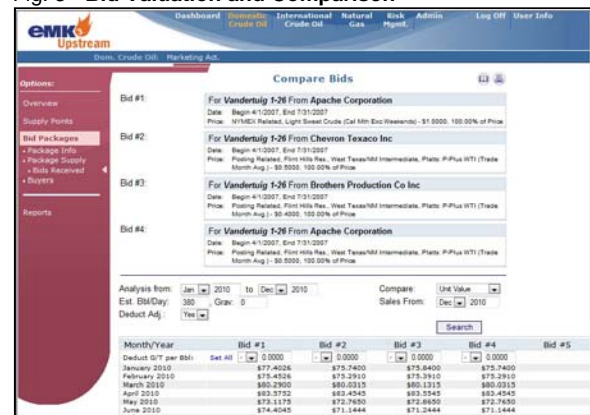 Bid Valuation and Comparison
eMKO
Upstream
Dashboard Domestic Crude Oil International Crude Oil Natural Gas Risk Mgmt. Admin Log Off User Info
Dom. Crude Oil: Marketing Act.
Options:
Overview
Supply Points
Bid Packages
Package Info
Package Supply
Bids Received
Buyers
Reports
Compare Bids
Bid #1: For Vandertuig 1-26 From Apache Corporation
Date: Begin 4/1/2007, End 7/31/2007
Price: NYMEX Related, Light Sweet Crude (Cal Mth Exc Weekends) - $1.0000, 100.00% of Price
Bid #2: For Vandertuig 1-26 From Chevron Texaco Inc
Date: Begin 4/1/2007, End 7/31/2007
Price: Posting Related, Flint Hills Res., West Texas/NM Intermediate, Platts P-Plus WTI (Trade Month Avg.) - $0.5000, 100.00% of Price
Bid #3: For Vandertuig 1-26 From Brothers Production Co Inc
Date: Begin 4/1/2007, End 7/31/2007
Price: Posting Related, Flint Hills Res., West Texas/NM Intermediate, Platts P-Plus WTI (Trade Month Avg.) - $0.4000, 100.00% of Price
Bid #4: For Vandertuig 1-26 From Apache Corporation
Date: Begin 4/1/2007, End 7/31/2007
Price: Posting Related, Flint Hills Res., West Texas/NM Intermediate, Platts P-Plus WTI (Trade Month Avg.) - $0.5000, 100.00% of Price
Analysis from: Jan 2010 to Dec 2010 Compare: Unit Value
Est. Bbl/Day: 380 , Grav: 0 Sales From: Dec 2010
Deduct Adj.: Yes
Search
Month/Year Bid #1 Bid #2 Bid #3 Bid #4 Bid #5
Deduct G/T per Bbl: Set All - 0.0000 - 0.0000 - 0.0000 - 0.0000
January 2010 $77.4026 $75.7400 $75.8400 $75.7400
February 2010 $75.4526 $75.2910 $75.3910 $75.2910
March 2010 $80.2900 $80.0315 $80.1315 $80.0315
April 2010 $83.5752 $83.4545 $83.5545 $83.4545
May 2010 $73.1175 $72.7650 $72.8650 $72.7650
June 2010 $74.4045 $71.1444 $71.2444 $71.1444